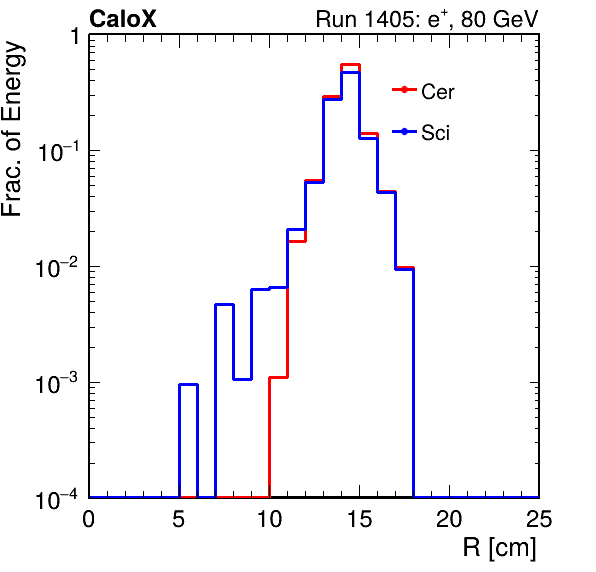 CaloX Run 1405: e⁺, 80 GeV
Frac. of Energy
1
10⁻¹
10⁻²
10⁻³
10⁻⁴
Cer
Sci
0 5 10 15 20 25
R [cm]